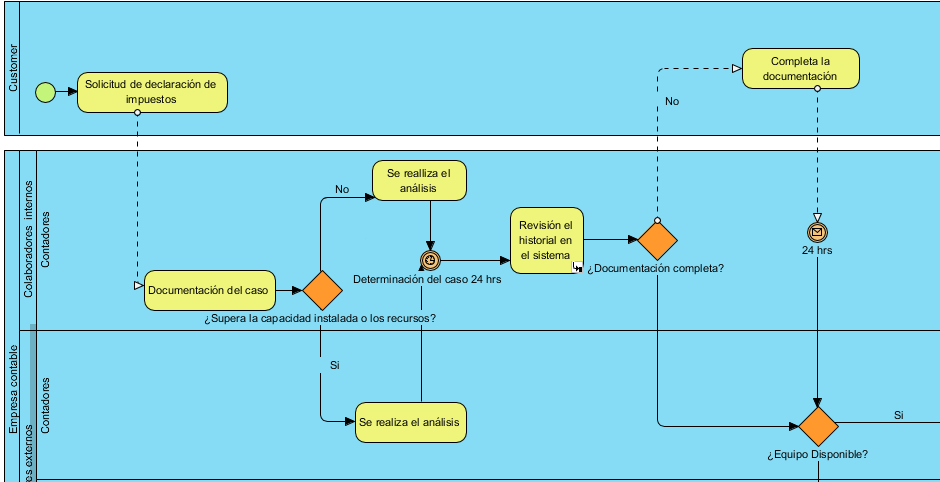 Customer
Solicitud de declaración de
impuestos
Completa la
documentación
No
Empresa contable
Colaboradores internos
Contadores
Se realliza el
análisis
No
Revisión el
historial en
el sistema
Determinación del caso 24 hrs
¿Documentación completa?
24 hrs
Documentación del caso
¿Supera la capacidad instalada o los recursos?
es externos
Contadores
Si
Se realiza el análisis
Si
¿Equipo Disponible?